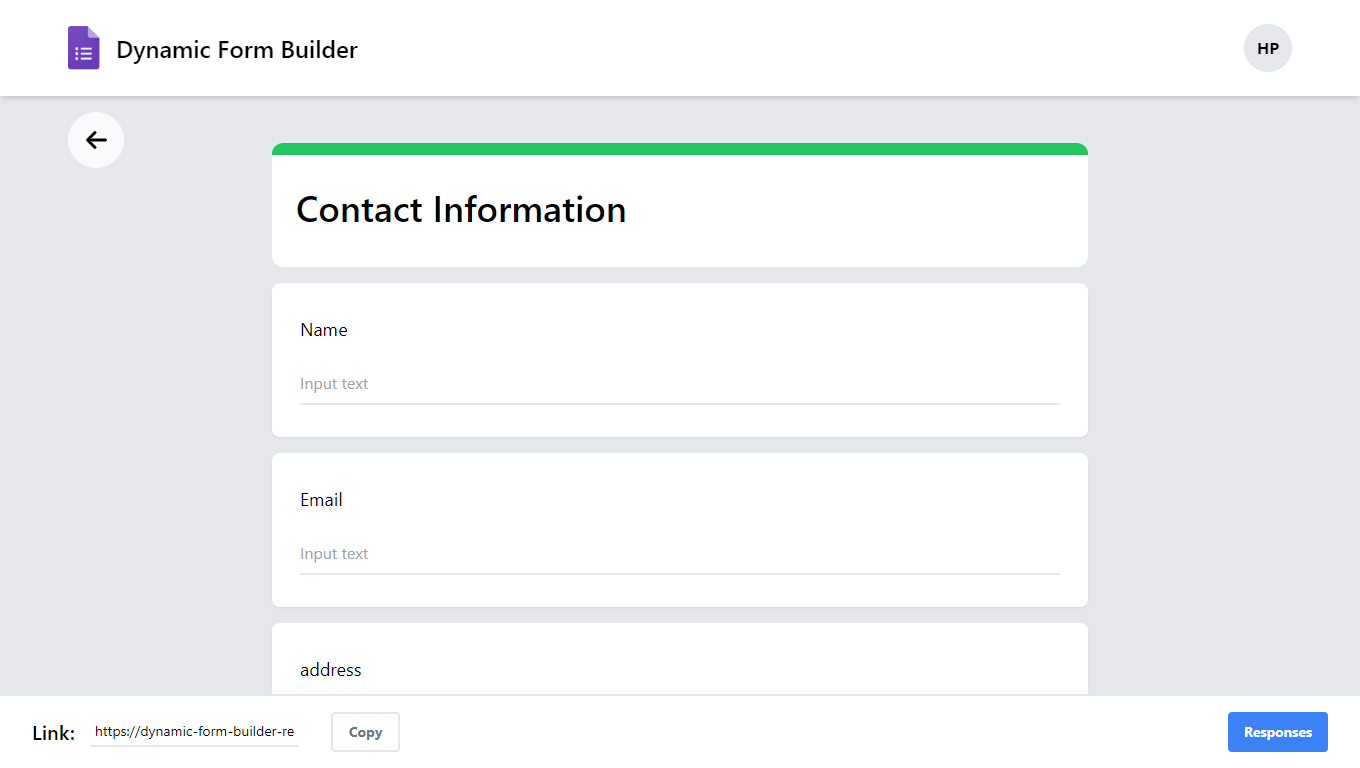 Dynamic Form Builder
HP
Contact Information
Name
Input text
Email
Input text
address
Link:
https://dynamic-form-builder-re
Copy
Responses